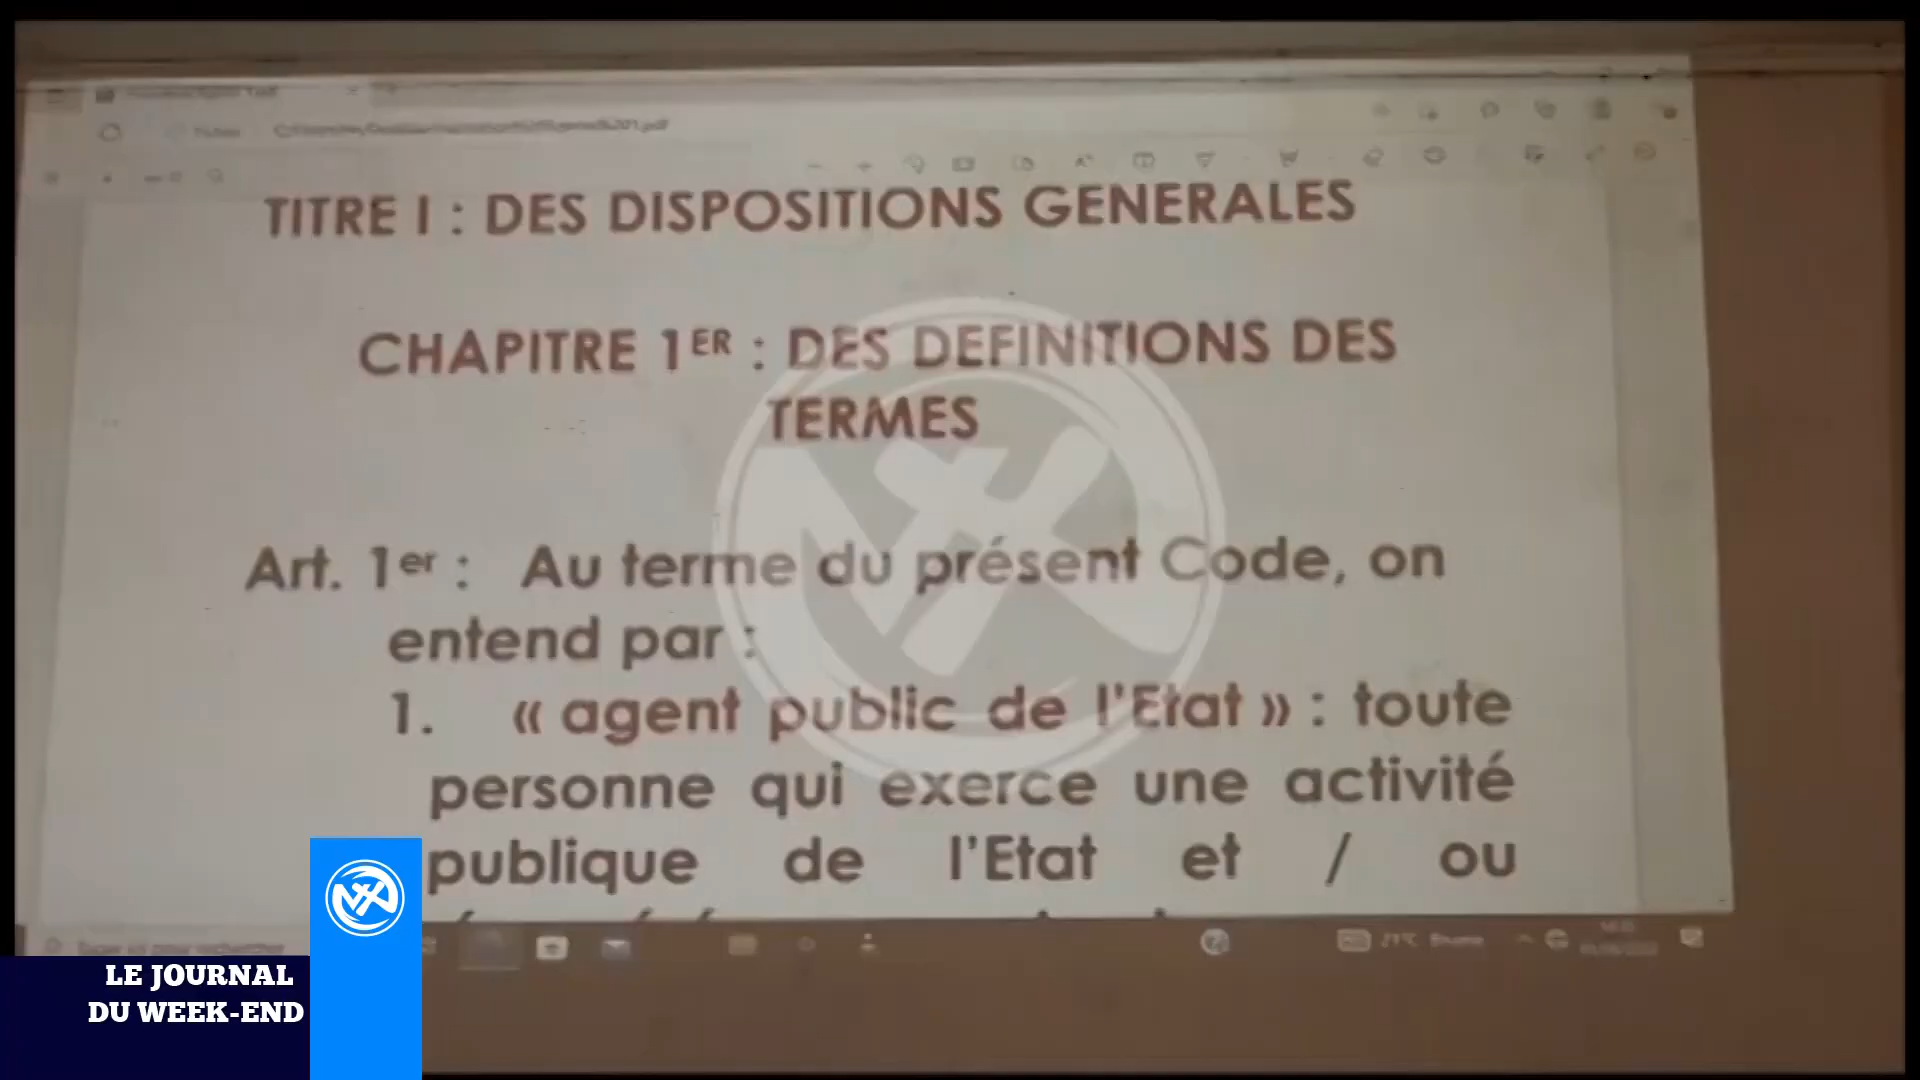 TITRE I : DES DISPOSITIONS GENERALES
CHAPITRE 1ER : DES DEFINITIONS DES
TERMES
Art. 1er : Au terme du présent Code, on
entend par :
1. « agent public de l'Etat » : toute
personne qui exerce une activité
publique de l'Etat et / ou
LE JOURNAL
DU WEEK-END